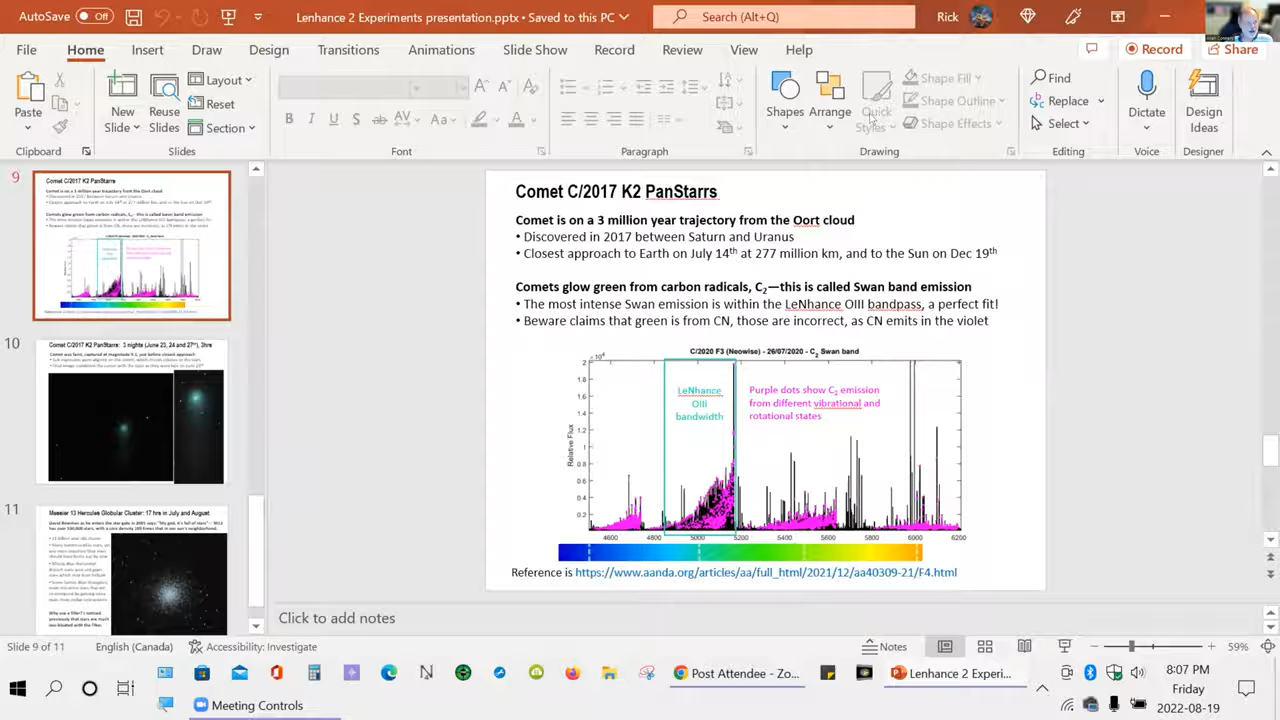 AutoSave Off Lenhance 2 Experiments presentation.pptx • Saved to this PC Search (Alt+Q) Rick
File Home Insert Draw Design Transitions Animations Slide Show Record Review View Help Record Share
Paste New Slide Reuse Slides Layout Reset Section Shapes Arrange Quick Styles Shape Fill Shape Outline Shape Effects Find Replace Select Dictate Design Ideas
Clipboard Slides Font Paragraph Drawing Editing Voice Designer
9
Comet C/2017 K2 PanStarrs
10
Comet C/2017 K2 PanStarrs: 3 nights (June 23, 24 and 27th), 3hrs
11
Messier 13 Hercules Globular Cluster: 17 hrs in July and August
Comet C/2017 K2 PanStarrs
Comet is on a 3 million year trajectory from the Oort cloud
• Discovered in 2017 between Saturn and Uranus
• Closest approach to Earth on July 14th at 277 million km, and to the Sun on Dec 19th
Comets glow green from carbon radicals, C2—this is called Swan band emission
• The most intense Swan emission is within the LeNhance OIII bandpass, a perfect fit!
• Beware claims that green is from CN, those are incorrect, as CN emits in the violet
C/2020 F3 (Neowise) : 26/07/2020 C2 Swan band
×10^4
2
1.8
1.6
1.4
1.2
1
0.8
0.6
0.4
0.2
Relative Flux
LeNhance
OIII
bandwidth
Purple dots show C2 emission
from different vibrational and
rotational states
4600 4800 5000 5200 5400 5600 5800 6000 6200
ence is https://www.aanda.org/articles/aa/full_html/2021/12/aa40309-21/F4.html
Click to add notes
Slide 9 of 11 English (Canada) Accessibility: Investigate Notes 59%
Post Attendee - Zo... Lenhance 2 Experi... 8:07 PM
Friday
Meeting Controls 2022-08-19